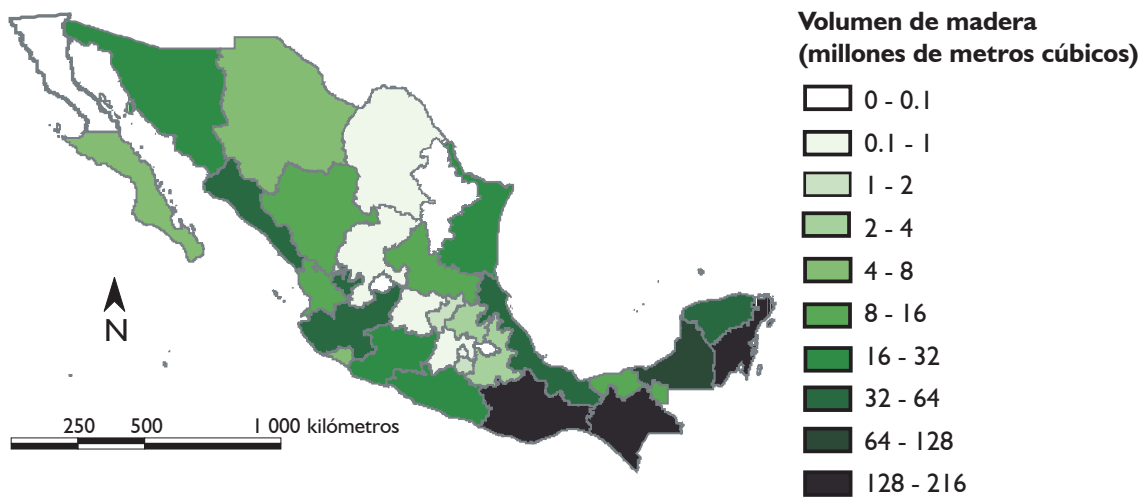 Volumen de madera
(millones de metros cúbicos)
0 - 0.1
0.1 - 1
1 - 2
2 - 4
4 - 8
8 - 16
16 - 32
32 - 64
64 - 128
128 - 216
N
250 500 1 000 kilómetros